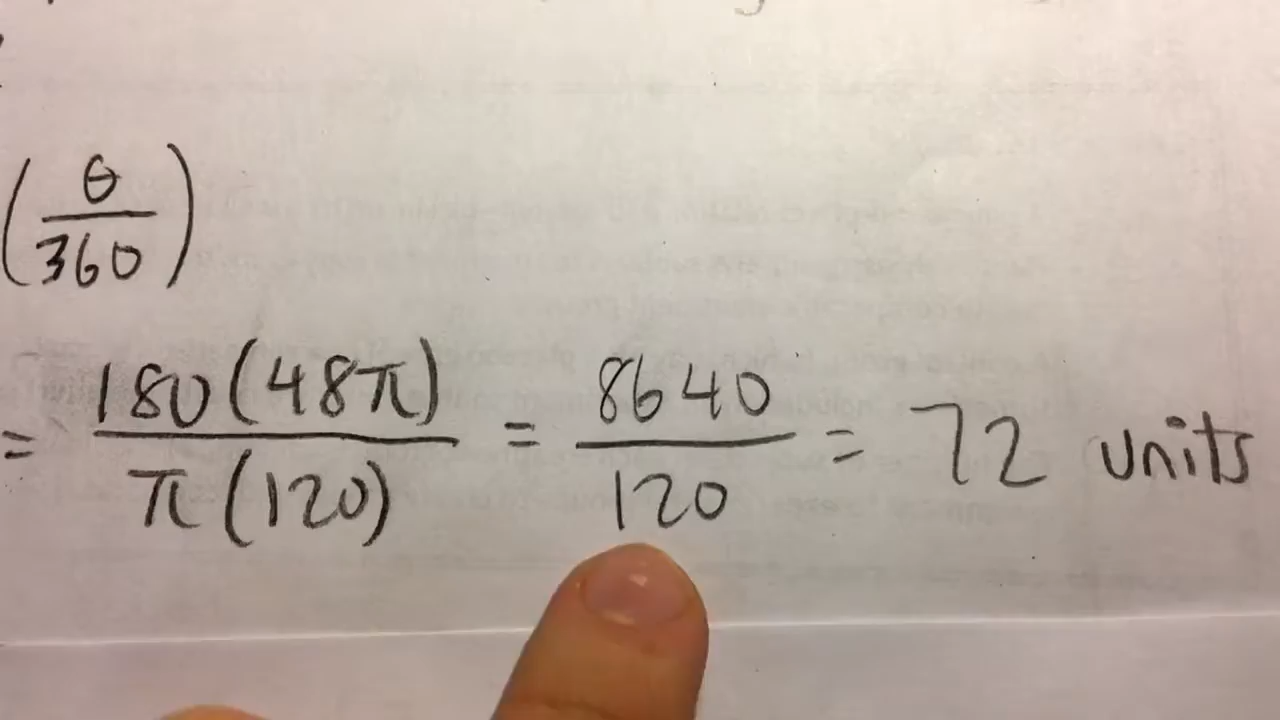 (θ/360)
= 180(48π)/π(120) = 8640/120 = 72 units